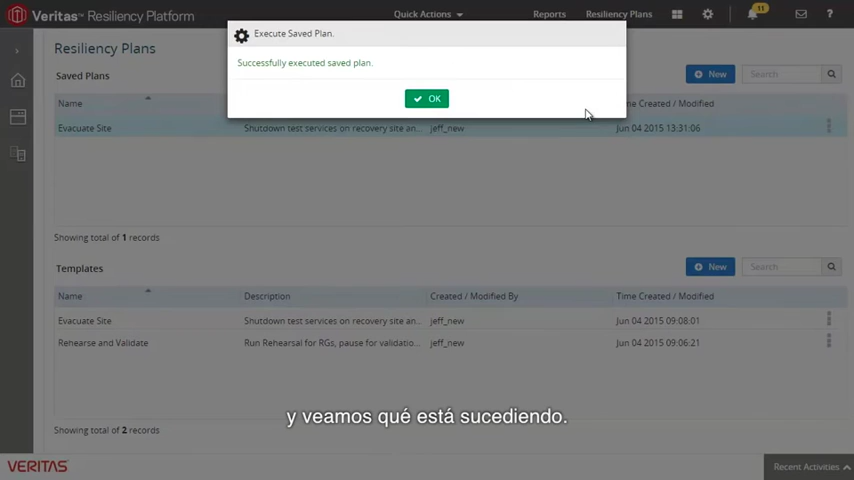 Veritas™ Resiliency Platform
Quick Actions
Reports
Resiliency Plans
11
?
Execute Saved Plan.
Successfully executed saved plan.
OK
Resiliency Plans
Saved Plans
New
Search
Name
me Created / Modified
Evacuate Site
Shutdown test services on recovery site an...
jeff_new
Jun 04 2015 13:31:06
Showing total of 1 records
Templates
New
Search
Name
Description
Created / Modified By
Time Created / Modified
Evacuate Site
Shutdown test services on recovery site an...
jeff_new
Jun 04 2015 09:08:01
Rehearse and Validate
Run Rehearsal for RGs, pause for validatio...
jeff_new
Jun 04 2015 09:06:21
y veamos qué está sucediendo.
Showing total of 2 records
VERITAS
Recent Activities